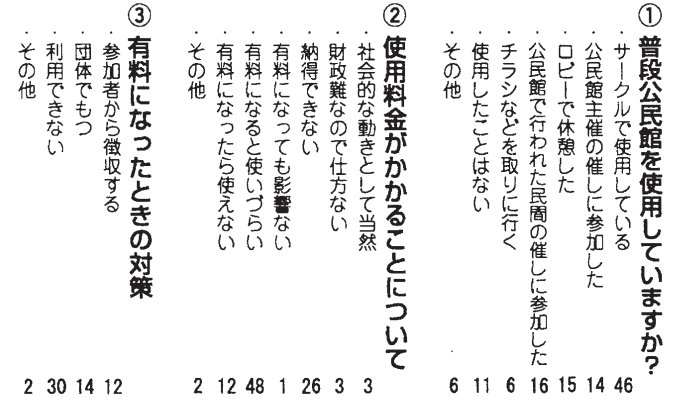 ① 普段公民館を使用していますか？
・サークルで使用している 46
・公民館主催の催しに参加した 14
・ロビーで休憩した 15
・公民館で行われた民間の催しに参加した 16
・チラシなどを取りに行く 6
・使用したことはない 11
・その他 6
② 使用料金がかかることについて
・社会的な動きとして当然 3
・財政難なので仕方ない 3
・納得できない 26
・有料になっても影響ない 1
・有料になると使いづらい 48
・有料になったら使えない 12
・その他 2
③ 有料になったときの対策
・参加者から徴収する 12
・団体でもつ 14
・利用できない 30
・その他 2